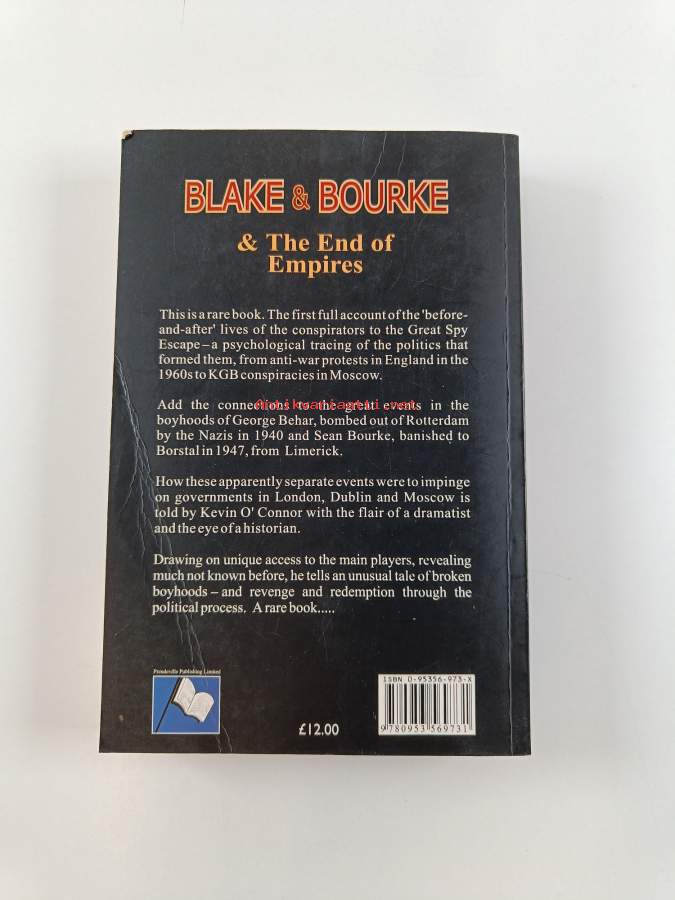 BLAKE & BOURKE
& The End of
Empires
This is a rare book. The first full account of the 'before-
and-after' lives of the conspirators to the Great Spy
Escape – a psychological tracing of the politics that
formed them, from anti-war protests in England in the
1960s to KGB conspiracies in Moscow.
Add the connections to the great events in the
boyhoods of George Behar, bombed out of Rotterdam
by the Nazis in 1940 and Sean Bourke, banished to
Borstal in 1947, from Limerick.
How these apparently separate events were to impinge
on governments in London, Dublin and Moscow is
told by Kevin O' Connor with the flair of a dramatist
and the eye of a historian.
Drawing on unique access to the main players, revealing
much not known before, he tells an unusual tale of broken
boyhoods – and revenge and redemption through the
political process. A rare book.....
Prendeville Publishing Limited
£12.00
ISBN 0-95356-973-X
9 780953 569731
Antikvariaatti.net